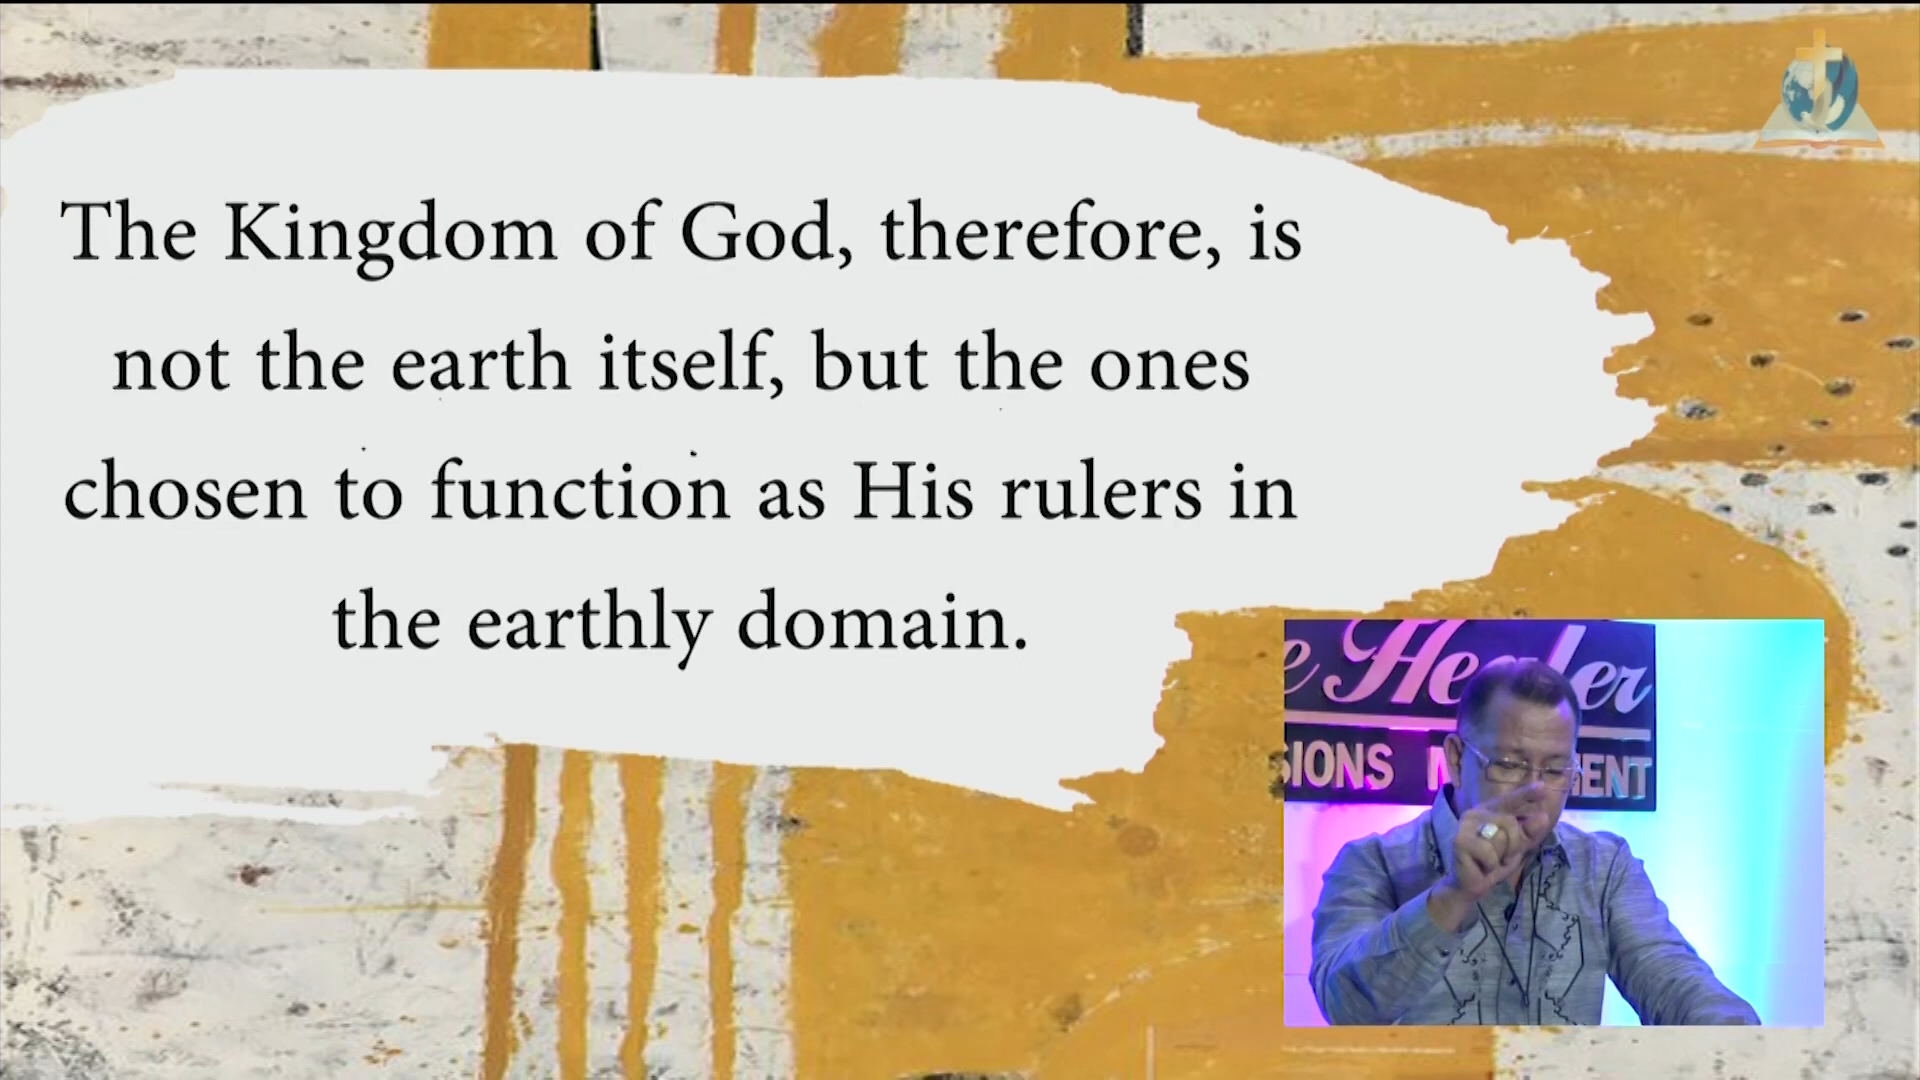 The Kingdom of God, therefore, is
not the earth itself, but the ones
chosen to function as His rulers in
the earthly domain.